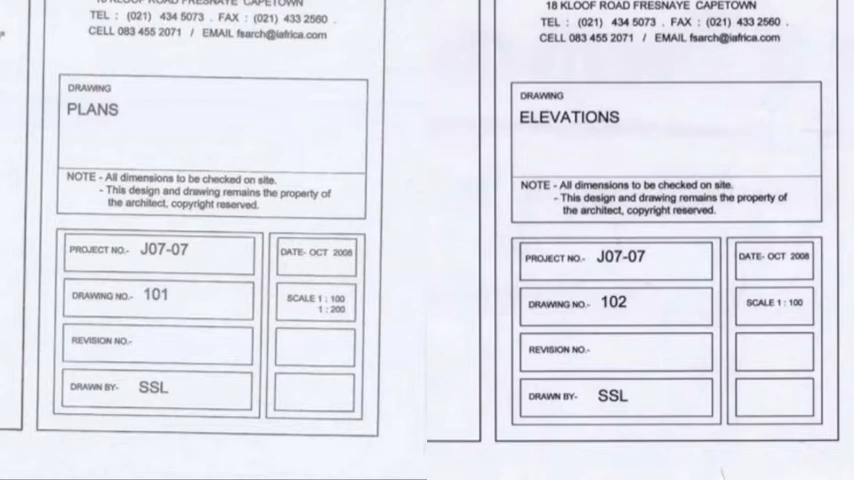 18 KLOOF ROAD FRESNAYE CAPETOWN
TEL : (021) 434 5073 . FAX : (021) 433 2560 .
CELL 083 455 2071 / EMAIL fsarch@iafrica.com
DRAWING
PLANS
NOTE - All dimensions to be checked on site.
- This design and drawing remains the property of
the architect, copyright reserved.
PROJECT NO.- J07-07
DATE- OCT 2008
DRAWING NO.- 101
SCALE 1 : 100
1 : 200
REVISION NO.-
DRAWN BY- SSL
18 KLOOF ROAD FRESNAYE CAPETOWN
TEL : (021) 434 5073 . FAX : (021) 433 2560 .
CELL 083 455 2071 / EMAIL fsarch@iafrica.com
DRAWING
ELEVATIONS
NOTE - All dimensions to be checked on site.
- This design and drawing remains the property of
the architect, copyright reserved.
PROJECT NO.- J07-07
DATE- OCT 2008
DRAWING NO.- 102
SCALE 1 : 100
REVISION NO.-
DRAWN BY- SSL